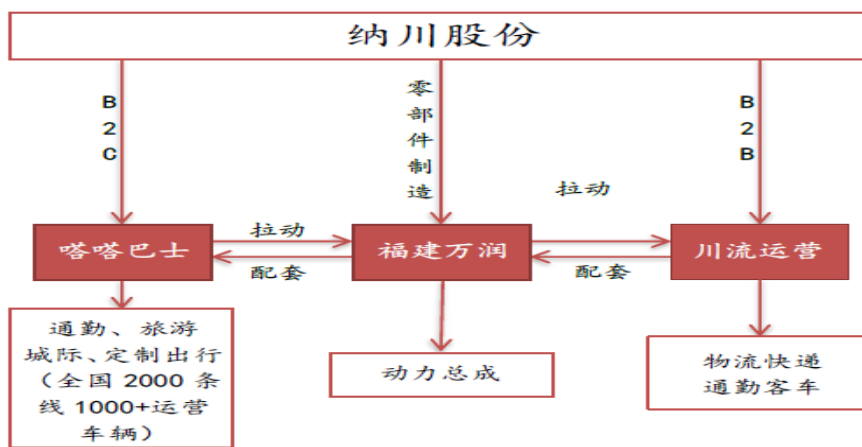 纳川股份
B2C
零部件制造
B2B
拉动
拉动
嗒嗒巴士
福建万润
川流运营
配套
配套
通勤、旅游
城际、定制出行
（全国 2000 条
线 1000+运营
车辆）
动力总成
物流快递
通勤客车